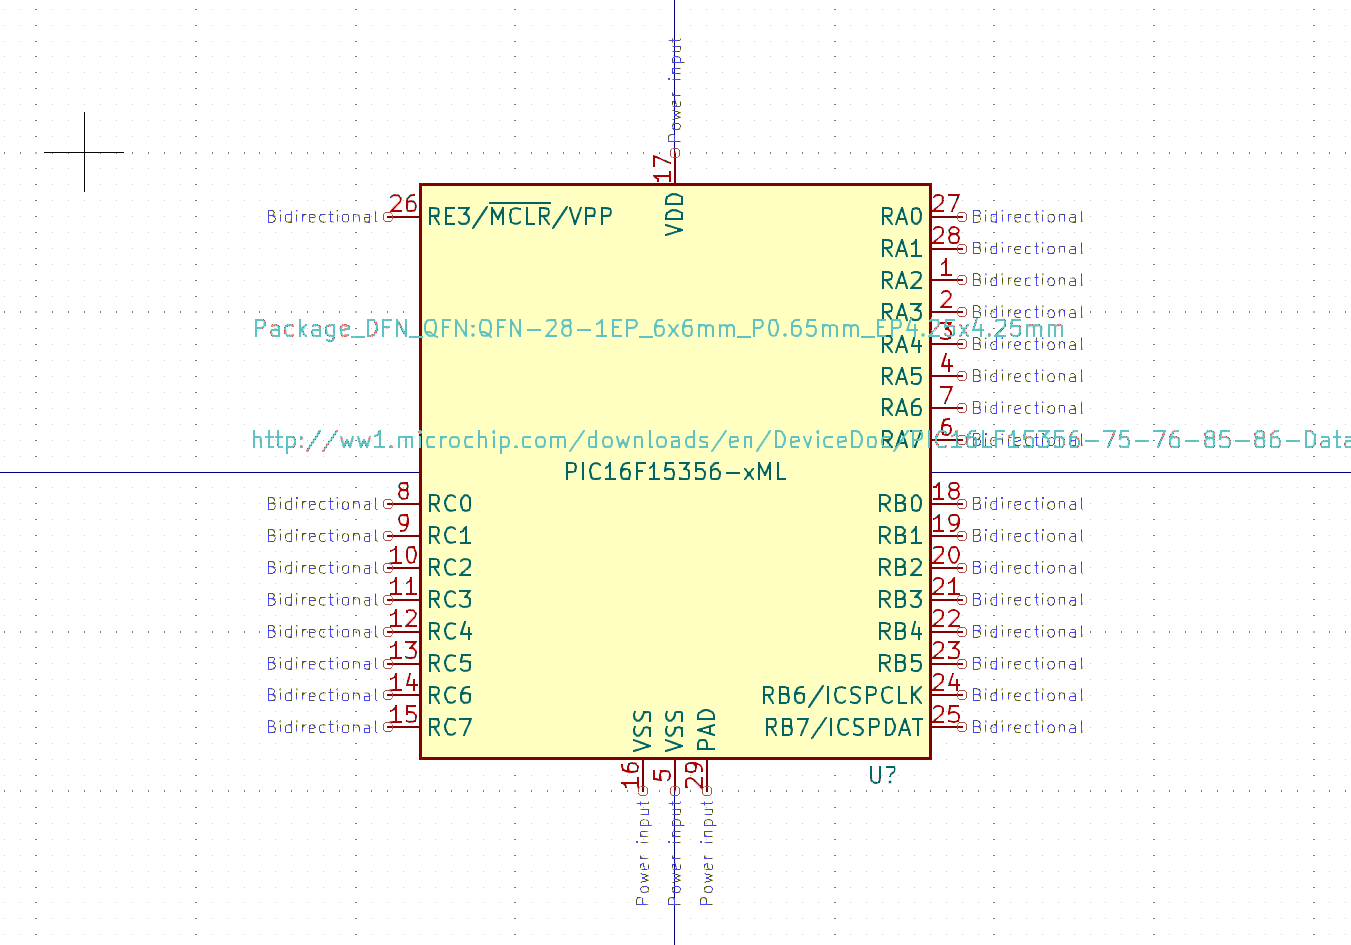 Power input
17
VDD
Bidirectional 26 RE3/MCLR/VPP RA0 27 Bidirectional
RA1 28 Bidirectional
RA2 1 Bidirectional
RA3 2 Bidirectional
Package_DFN_QFN:QFN-28-1EP_6x6mm_P0.65mm_EP4.25x4.25mm
RA4 3 Bidirectional
RA5 4 Bidirectional
RA6 7 Bidirectional
RA7 6 Bidirectional
http://ww1.microchip.com/downloads/en/DeviceDoc/PIC16LF15356-75-76-85-86-Data
PIC16F15356-xML
Bidirectional 8 RC0 RB0 18 Bidirectional
Bidirectional 9 RC1 RB1 19 Bidirectional
Bidirectional 10 RC2 RB2 20 Bidirectional
Bidirectional 11 RC3 RB3 21 Bidirectional
Bidirectional 12 RC4 RB4 22 Bidirectional
Bidirectional 13 RC5 RB5 23 Bidirectional
Bidirectional 14 RC6 RB6/ICSPCLK 24 Bidirectional
Bidirectional 15 RC7 RB7/ICSPDAT 25 Bidirectional
VSS VSS PAD
16 5 29
U?
Power input Power input Power input